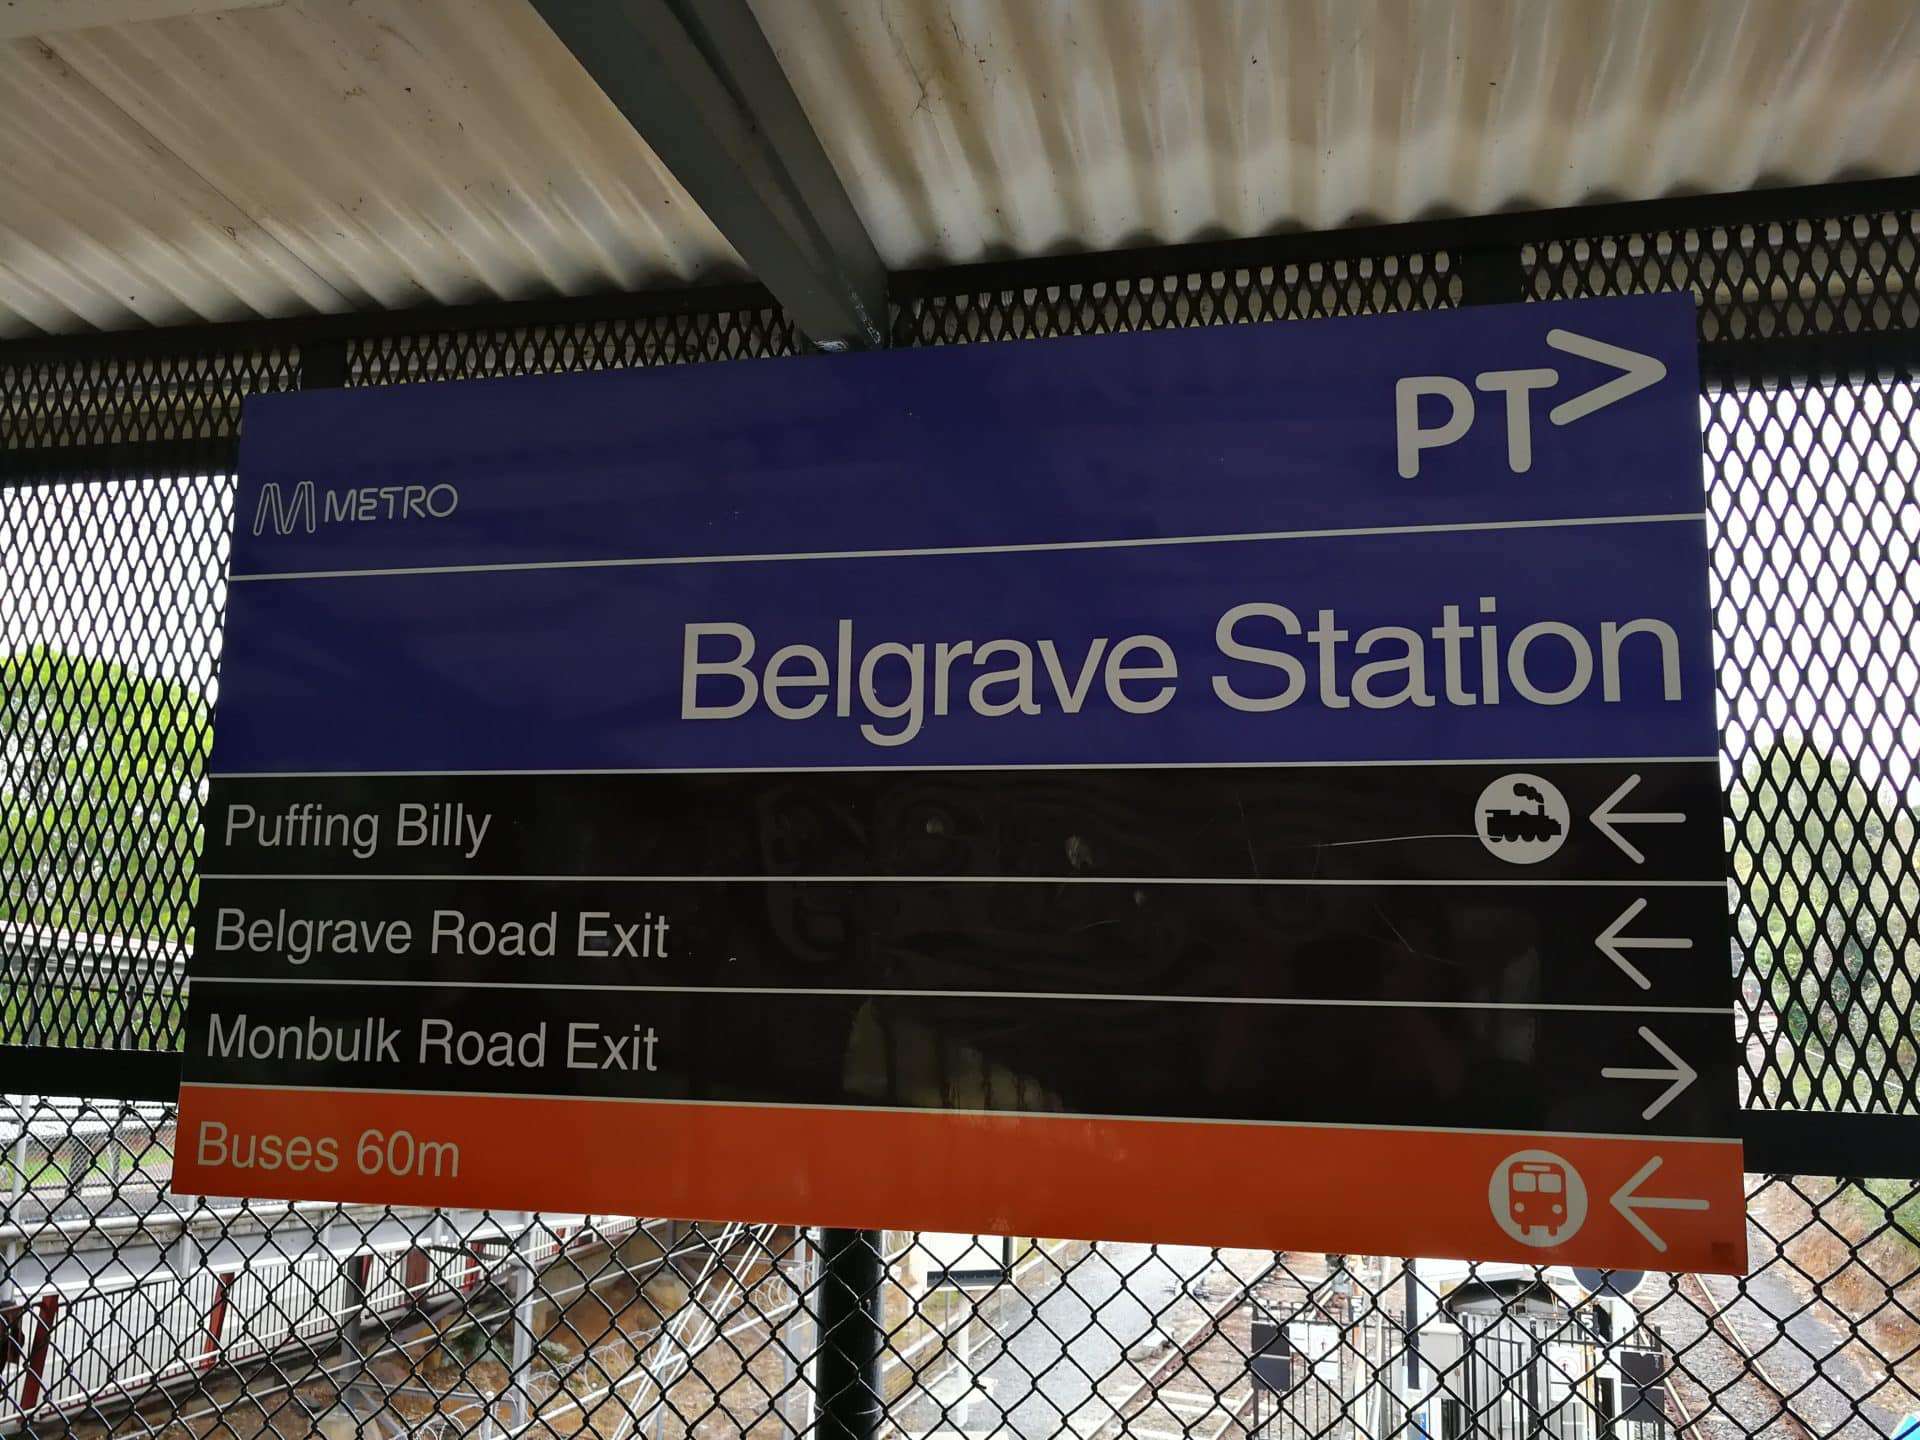 PT>
METRO
Belgrave Station
Puffing Billy
Belgrave Road Exit
Monbulk Road Exit
Buses 60m